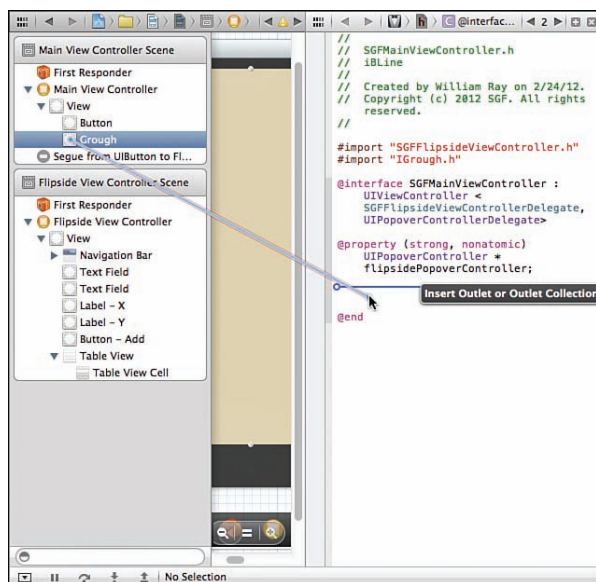 @interfac...
2
Main View Controller Scene
First Responder
Main View Controller
View
Button
Grough
Segue from UIButton to Fl...
Flipside View Controller Scene
First Responder
Flipside View Controller
View
Navigation Bar
Text Field
Text Field
Label – X
Label – Y
Button – Add
Table View
Table View Cell
No Selection
//
//  SGFMainViewController.h
//  iBLine
//
//  Created by William Ray on 2/24/12.
//  Copyright (c) 2012 SGF. All rights
reserved.
//
#import "SGFFlipsideViewController.h"
#import "IGrough.h"
@interface SGFMainViewController :
UIViewController <
SGFFlipsideViewControllerDelegate,
UIPopoverControllerDelegate>
@property (strong, nonatomic)
UIPopoverController *
flipsidePopoverController;
Insert Outlet or Outlet Collection
@end